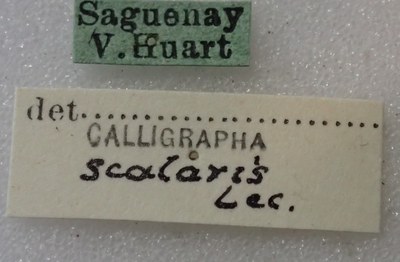 Saguenay
V. Huart
det..............................
CALLIGRAPHA
scalaris
Lec.